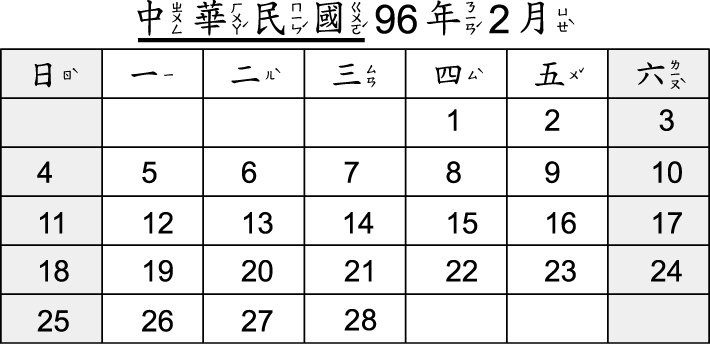 中ㄓㄨㄥ華ㄏㄨㄚˊ民ㄇㄧㄣˊ國ㄍㄨㄛˊ96年ㄋㄧㄢˊ2月ㄩㄝˋ
日ㄖˋ 一ㄧ 二ㄦˋ 三ㄙㄢ 四ㄙˋ 五ㄨˇ 六ㄌㄧㄡˋ
1 2 3
4 5 6 7 8 9 10
11 12 13 14 15 16 17
18 19 20 21 22 23 24
25 26 27 28